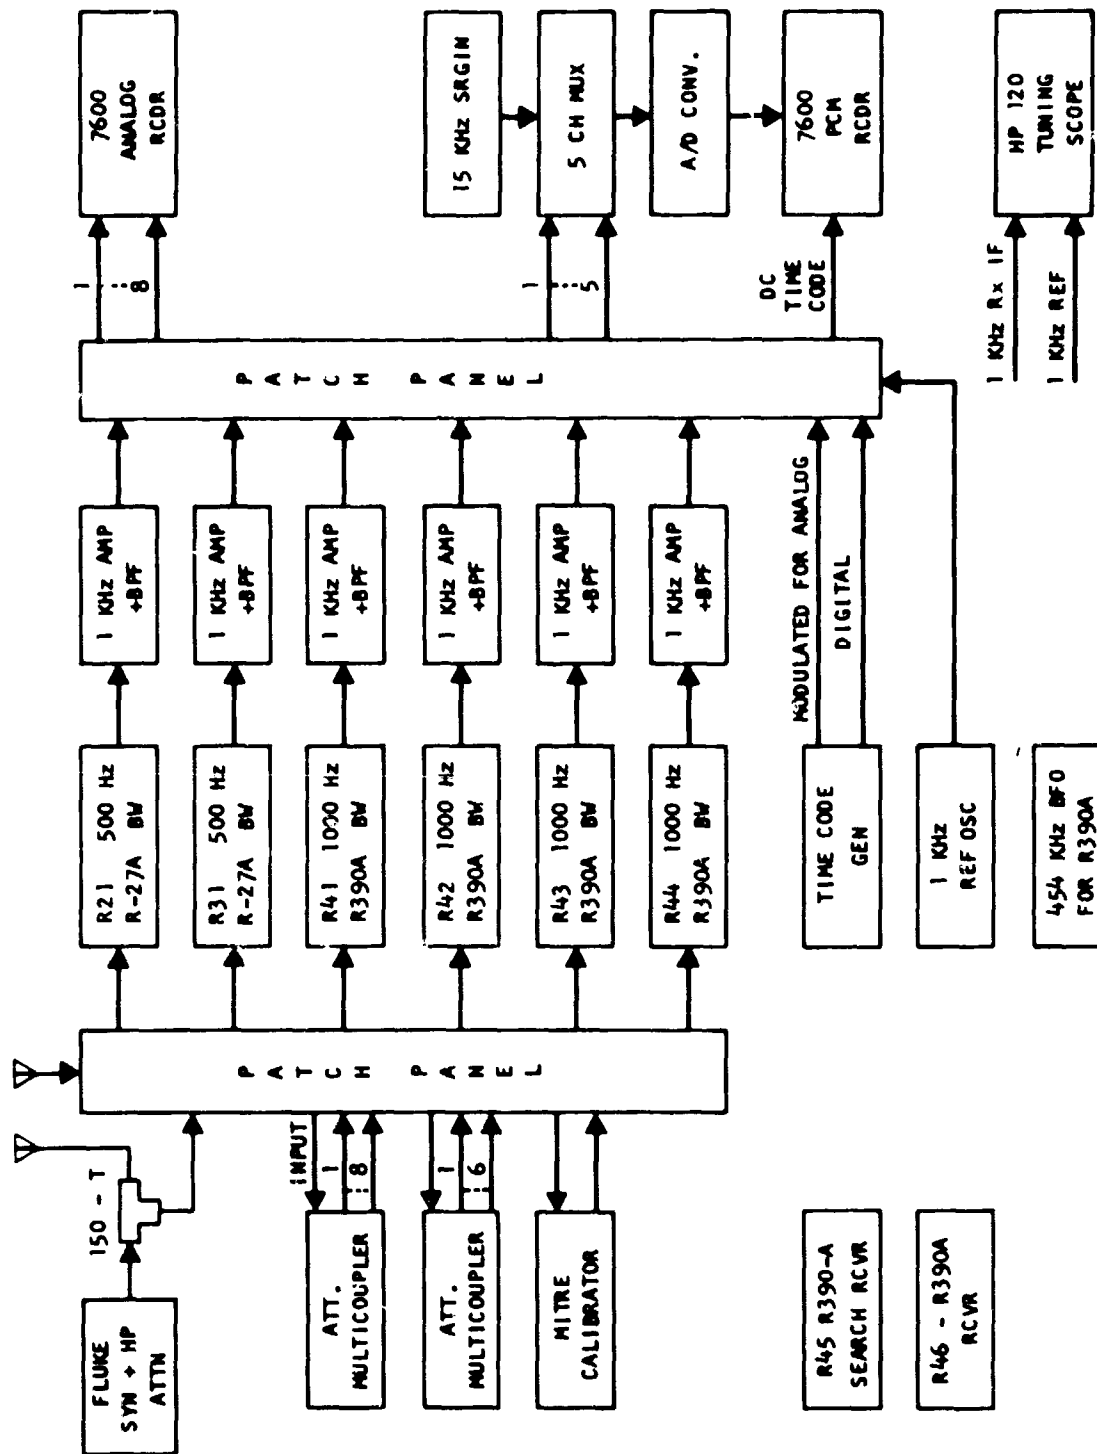 FLUKE
SYN + HP
ATTN
150 - T
INPUT
1
8
ATT.
MULTICOUPLER
1
6
ATT.
MULTICOUPLER
MITRE
CALIBRATOR
R45 R390-A
SEARCH RCVR
R46 - R390A
RCVR
PATCH PANEL
R21 500 Hz
R-27A BW
R31 500 Hz
R-27A BW
R41 1000 Hz
R390A BW
R42 1000 Hz
R390A BW
R43 1000 Hz
R390A BW
R44 1000 Hz
R390A BW
TIME CODE
GEN
1 KHz
REF OSC
454 KHz BFO
FOR R390A
1 KHz AMP
+BPF
1 KHz AMP
+BPF
1 KHz AMP
+BPF
1 KHz AMP
+BPF
1 KHz AMP
+BPF
1 KHz AMP
+BPF
MODULATED FOR ANALOG
DIGITAL
PATCH PANEL
1
8
1
5
DC
TIME
CODE
1 KHz Rx IF
1 KHz REF
7600
ANALOG
RCDR
15 KHz SRGIN
5 CH MUX
A/D CONV.
7600
PCM
RCDR
HP 120
TUNING
SCOPE